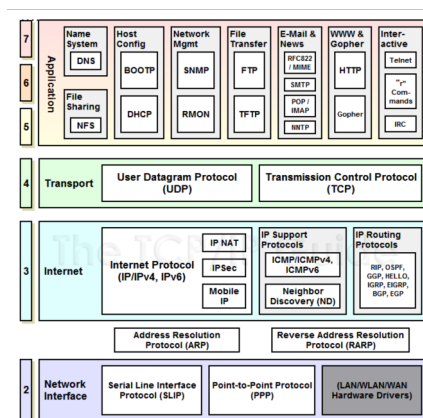 7
6
5
Application
Name
System
DNS
File
Sharing
NFS
Host
Config
BOOTP
DHCP
Network
Mgmt
SNMP
RMON
File
Transfer
FTP
TFTP
E-Mail &
News
RFC822
/ MIME
SMTP
POP /
IMAP
NNTP
WWW &
Gopher
HTTP
Gopher
Inter-
active
Telnet
"r"
Com-
mands
IRC
4
Transport
User Datagram Protocol
(UDP)
Transmission Control Protocol
(TCP)
The TCP/IP Guide
3
Internet
Internet Protocol
(IP/IPv4, IPv6)
IP NAT
IPSec
Mobile
IP
IP Support
Protocols
ICMP/ICMPv4,
ICMPv6
Neighbor
Discovery (ND)
IP Routing
Protocols
RIP, OSPF,
GGP, HELLO,
IGRP, EIGRP,
BGP, EGP
Address Resolution
Protocol (ARP)
Reverse Address Resolution
Protocol (RARP)
2
Network
Interface
Serial Line Interface
Protocol (SLIP)
Point-to-Point Protocol
(PPP)
(LAN/WLAN/WAN
Hardware Drivers)